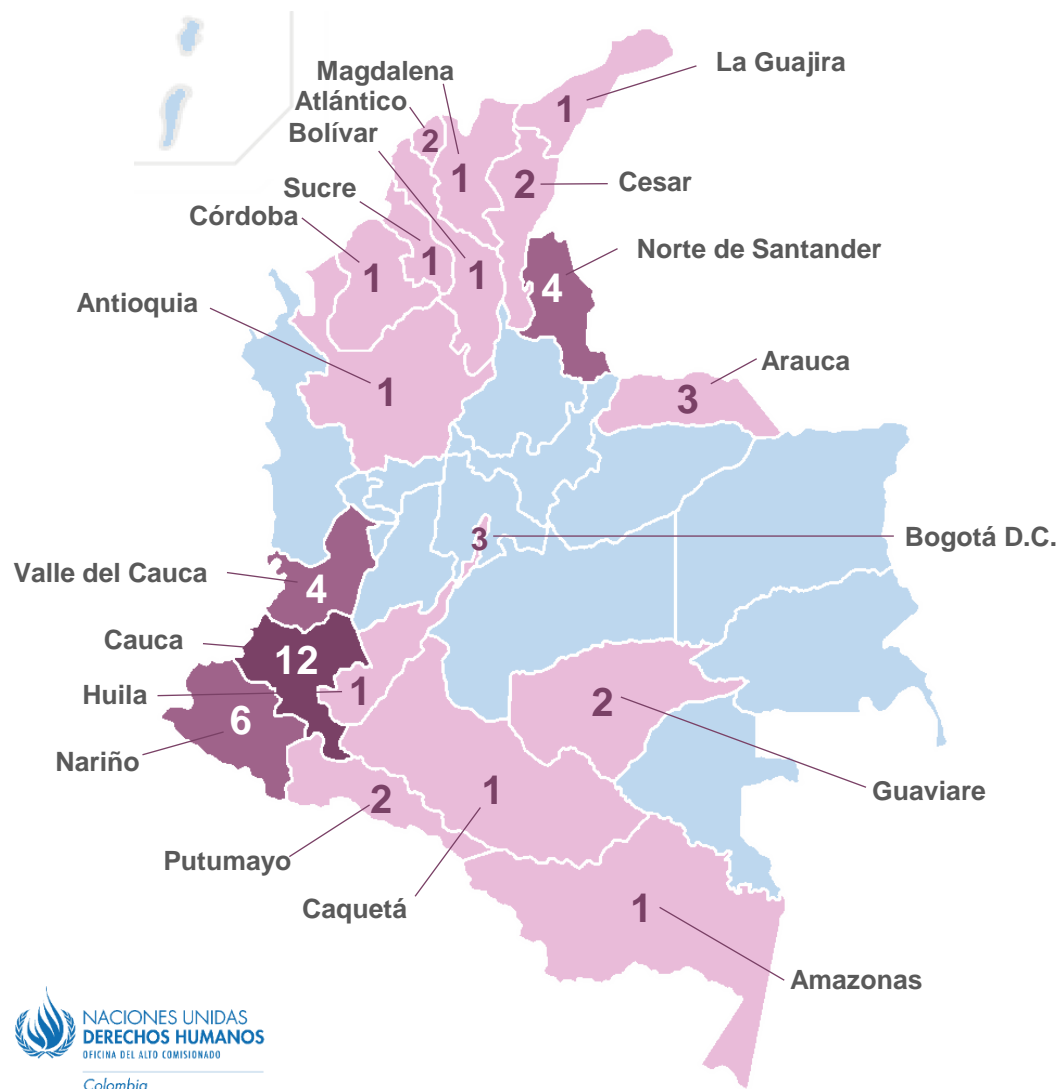 Magdalena
La Guajira
Atlántico
Bolívar
1
2
Sucre
1
2
Cesar
Córdoba
Norte de Santander
1
1
1
4
Antioquia
Arauca
1
3
3
Bogotá D.C.
Valle del Cauca
4
Cauca
12
Huila
1
2
6
Nariño
Guaviare
2
1
Putumayo
Caquetá
1
Amazonas
NACIONES UNIDAS
DERECHOS HUMANOS
OFICINA DEL ALTO COMISIONADO
Colombia